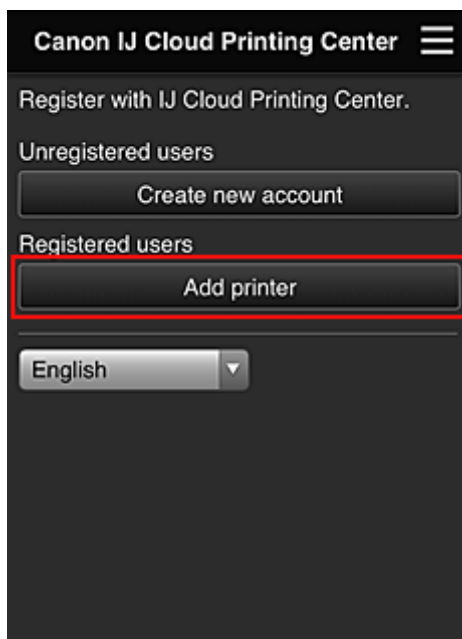 Canon IJ Cloud Printing Center
Register with IJ Cloud Printing Center.
Unregistered users
Create new account
Registered users
Add printer
English